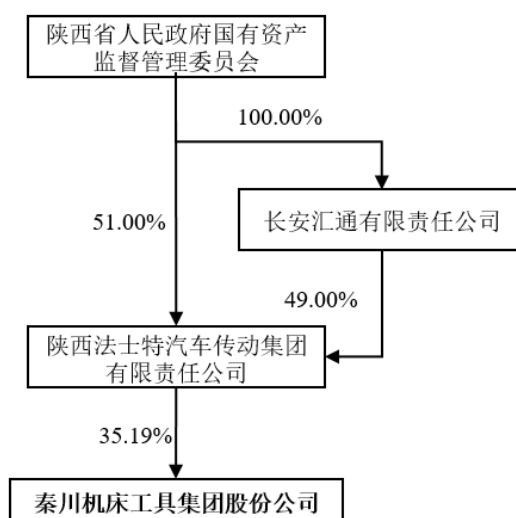 陕西省人民政府国有资产
监督管理委员会
100.00%
51.00%
长安汇通有限责任公司
49.00%
陕西法士特汽车传动集团
有限责任公司
35.19%
秦川机床工具集团股份公司